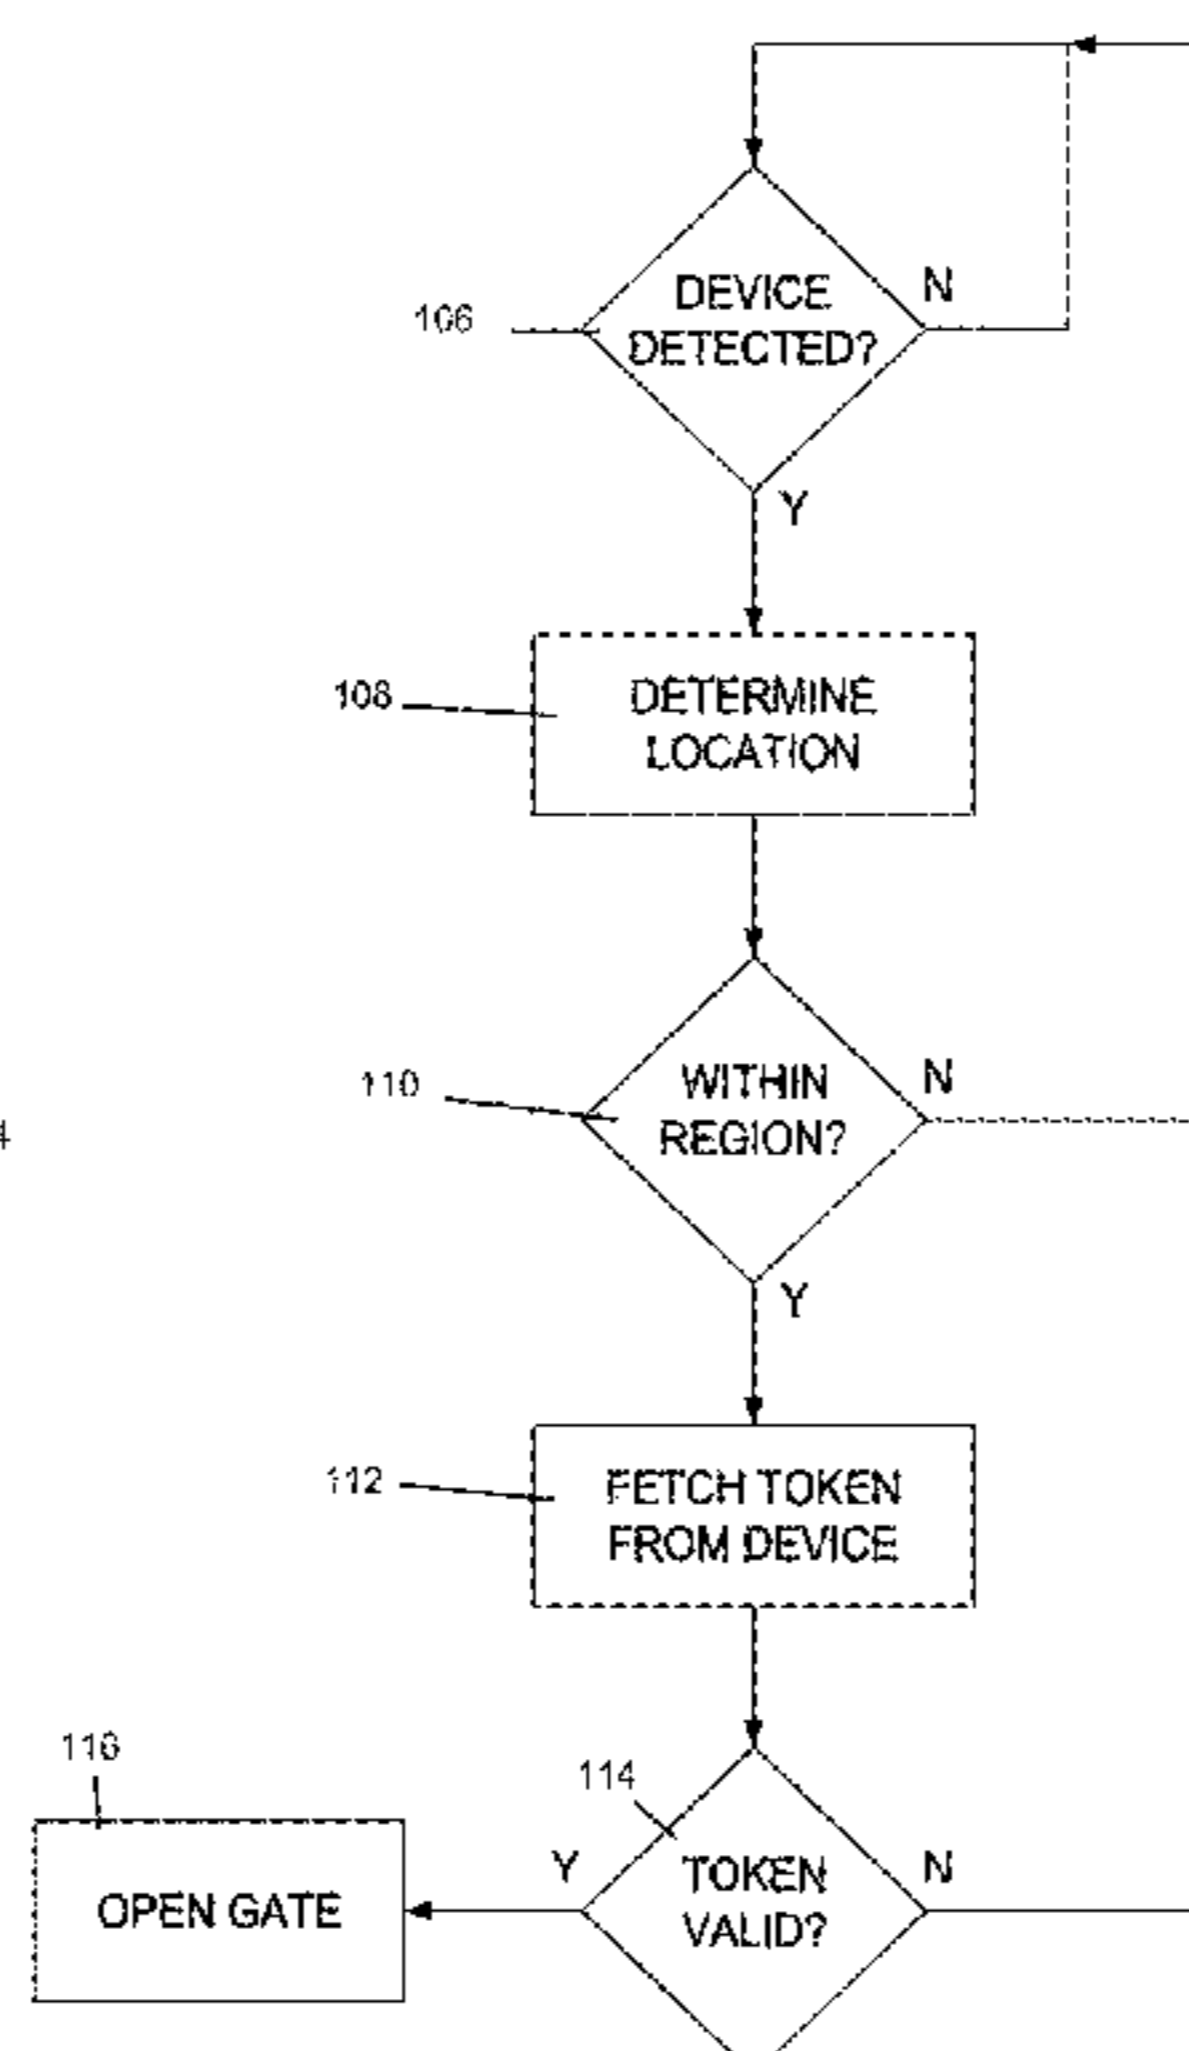 N
DEVICE
106
DETECTED?
Y
108
DETERMINE
LOCATION
110
WITHIN
N
REGION?
4
Y
112
FETCH TOKEN
FROM DEVICE
116
114
Y
TOKEN
N
OPEN GATE
VALID?